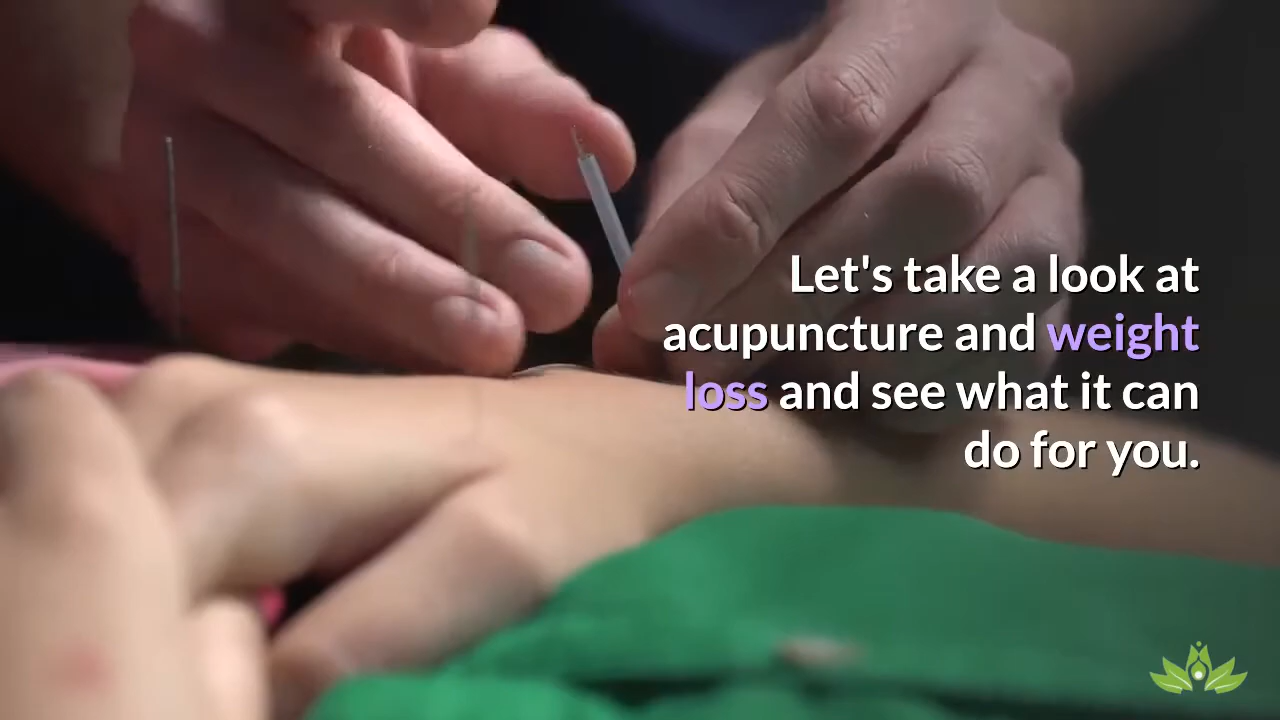 Let's take a look at
acupuncture and weight
loss and see what it can
do for you.